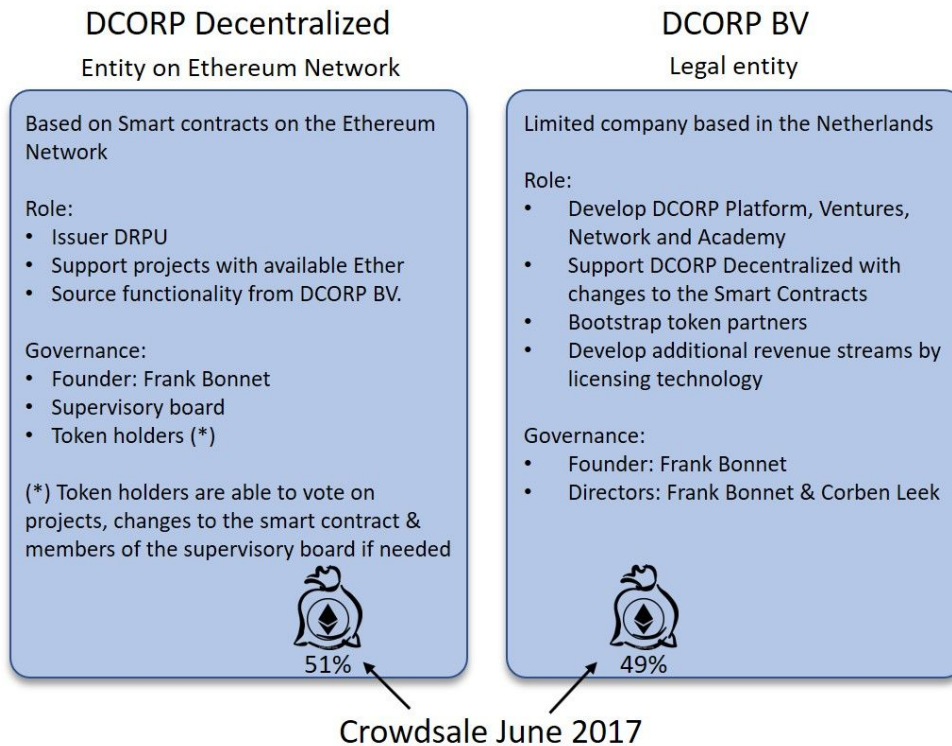 DCORP Decentralized
Entity on Ethereum Network
Based on Smart contracts on the Ethereum
Network
Role:
• Issuer DRPU
• Support projects with available Ether
• Source functionality from DCORP BV.
Governance:
• Founder: Frank Bonnet
• Supervisory board
• Token holders (*)
(*) Token holders are able to vote on
projects, changes to the smart contract &
members of the supervisory board if needed
51%
DCORP BV
Legal entity
Limited company based in the Netherlands
Role:
• Develop DCORP Platform, Ventures,
Network and Academy
• Support DCORP Decentralized with
changes to the Smart Contracts
• Bootstrap token partners
• Develop additional revenue streams by
licensing technology
Governance:
• Founder: Frank Bonnet
• Directors: Frank Bonnet & Corben Leek
49%
Crowdsale June 2017